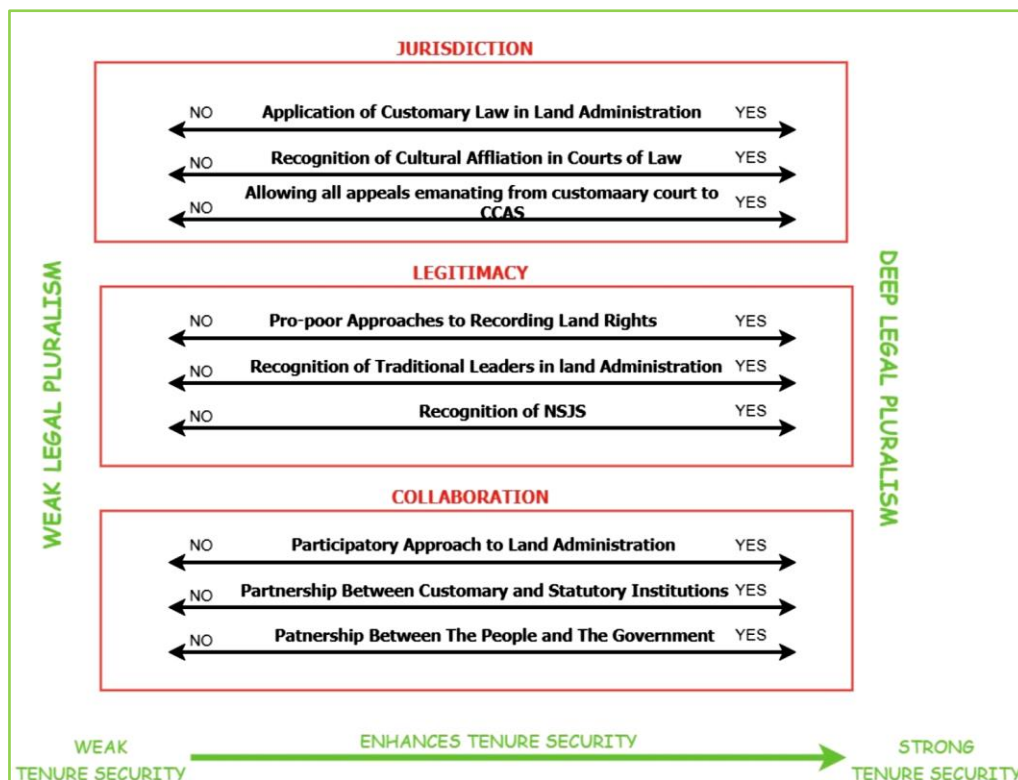 JURISDICTION
NO Application of Customary Law in Land Administration YES
NO Recognition of Cultural Affliation in Courts of Law YES
Allowing all appeals emanating from customaary court to
NO CCAS YES
WEAK LEGAL PLURALISM
DEEP LEGAL PLURALISM
LEGITIMACY
NO Pro-poor Approaches to Recording Land Rights YES
NO Recognition of Traditional Leaders in land Administration YES
NO Recognition of NSJS YES
COLLABORATION
NO Participatory Approach to Land Administration YES
NO Partnership Between Customary and Statutory Institutions YES
NO Patnership Between The People and The Government YES
WEAK
TENURE SECURITY
ENHANCES TENURE SECURITY
STRONG
TENURE SECURITY